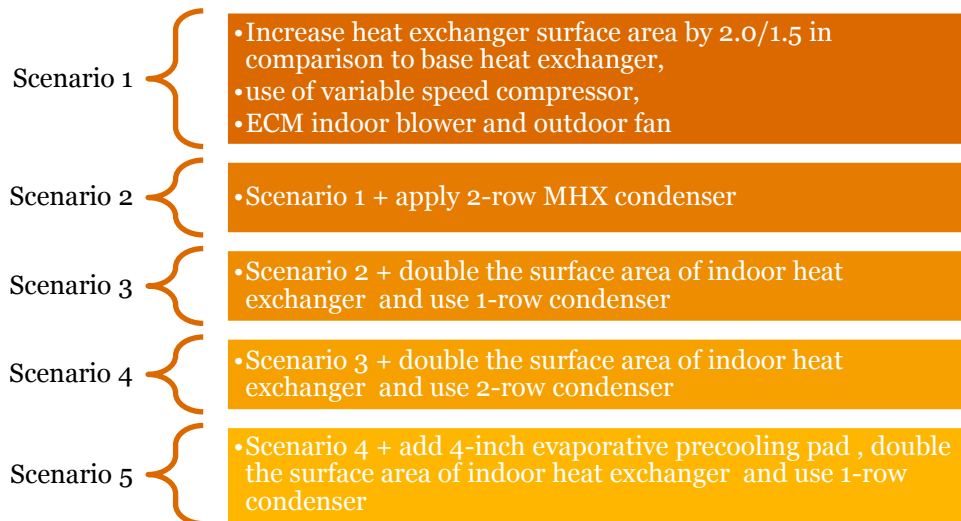 Scenario 1
•Increase heat exchanger surface area by 2.0/1.5 in
comparison to base heat exchanger,
•use of variable speed compressor,
•ECM indoor blower and outdoor fan
Scenario 2
•Scenario 1 + apply 2-row MHX condenser
Scenario 3
•Scenario 2 + double the surface area of indoor heat
exchanger and use 1-row condenser
Scenario 4
•Scenario 3 + double the surface area of indoor heat
exchanger and use 2-row condenser
Scenario 5
•Scenario 4 + add 4-inch evaporative precooling pad , double
the surface area of indoor heat exchanger and use 1-row
condenser